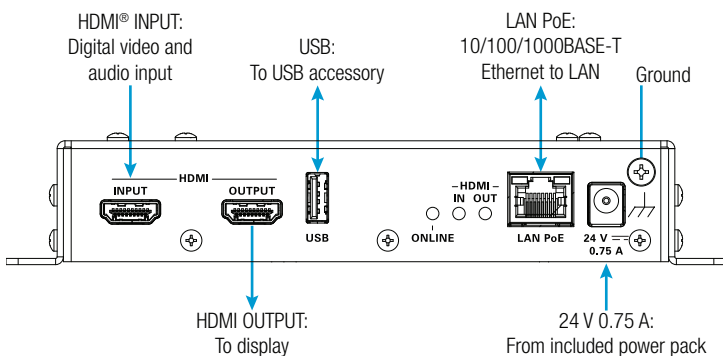 HDMI® INPUT:
Digital video and
audio input
USB:
To USB accessory
LAN PoE:
10/100/1000BASE-T
Ethernet to LAN
Ground
HDMI
INPUT
OUTPUT
USB
HDMI
IN OUT
ONLINE
LAN PoE
24 V
0.75 A
HDMI OUTPUT:
To display
24 V 0.75 A:
From included power pack